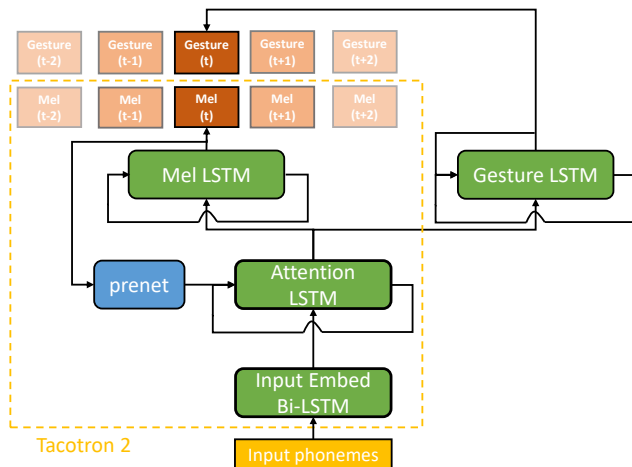 Gesture
(t-2)
Gesture
(t-1)
Gesture
(t)
Gesture
(t+1)
Gesture
(t+2)
Mel
(t-2)
Mel
(t-1)
Mel
(t)
Mel
(t+1)
Mel
(t+2)
Mel LSTM
Gesture LSTM
prenet
Attention
LSTM
Input Embed
Bi-LSTM
Tacotron 2
Input phonemes